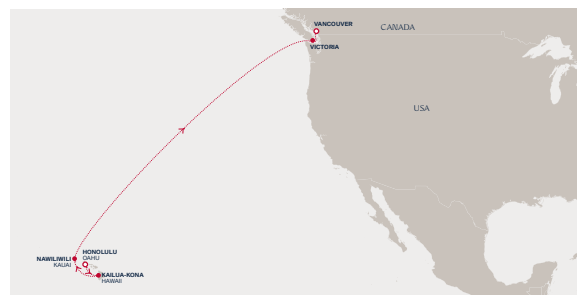 VANCOUVER
CANADA
VICTORIA
USA
HONOLULU
OAHU
NAWILIWILI
KAUAI
KAILUA-KONA
HAWAII